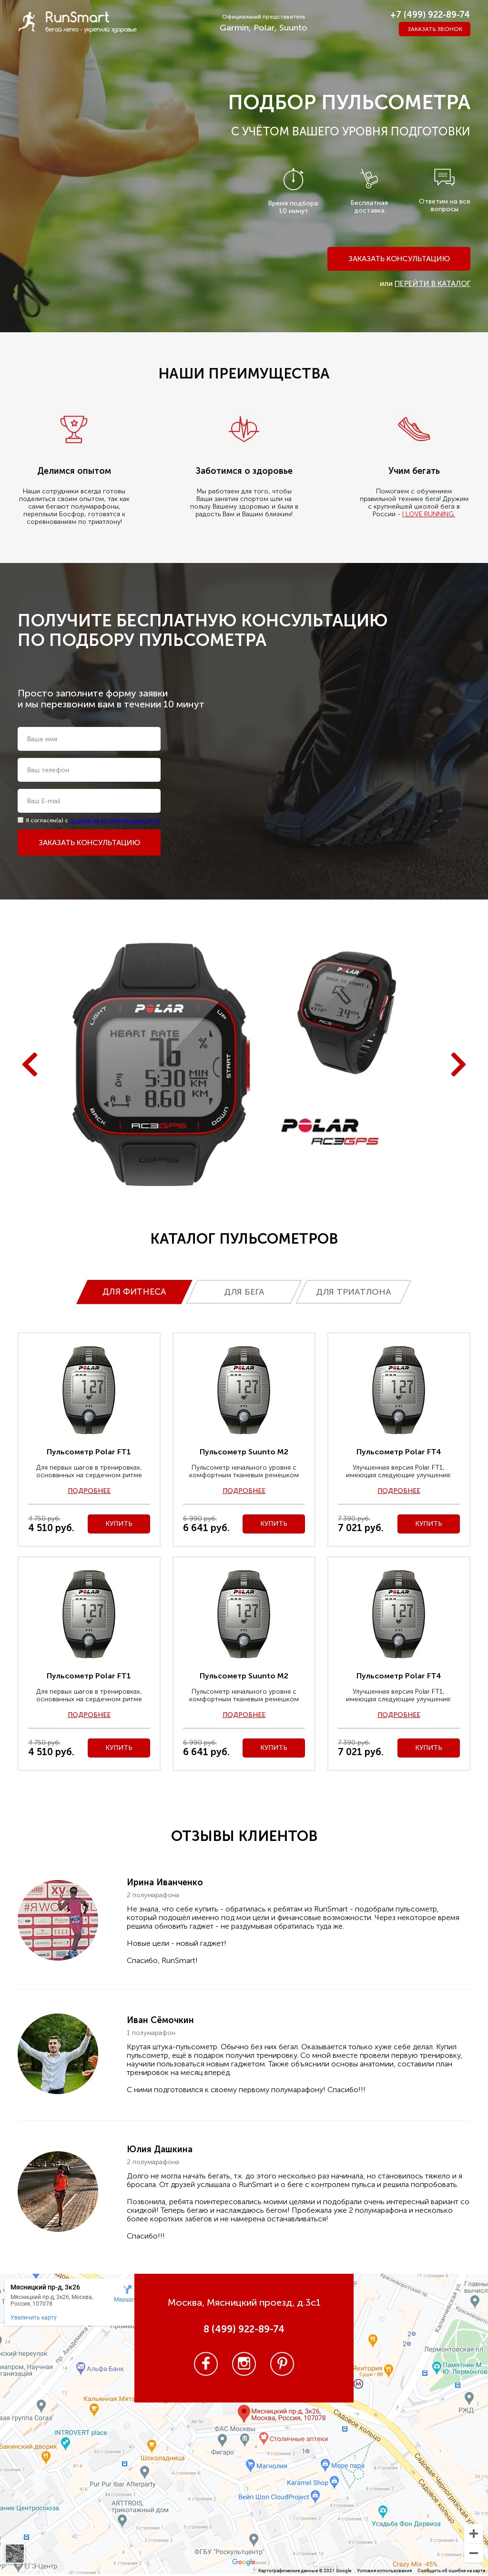 RunSmart
бегай легко - укрепляй здоровье
Официальный представитель
Garmin, Polar, Suunto
+7 (499) 922-89-74
ЗАКАЗАТЬ ЗВОНОК
ПОДБОР ПУЛЬСОМЕТРА
С УЧЁТОМ ВАШЕГО УРОВНЯ ПОДГОТОВКИ
Время подбора:
10 минут
Бесплатная
доставка
Ответим на все
вопросы
ЗАКАЗАТЬ КОНСУЛЬТАЦИЮ
или ПЕРЕЙТИ В КАТАЛОГ
НАШИ ПРЕИМУЩЕСТВА
Делимся опытом
Наши сотрудники всегда готовы
поделиться своим опытом, так как
сами бегают полумарафоны,
переплыли Босфор, готовятся к
соревнованиям по триатлону!
Заботимся о здоровье
Мы работаем для того, чтобы
Ваши занятия спортом шли на
пользу Вашему здоровью и были в
радость Вам и Вашим близким!
Учим бегать
Помогаем с обучением
правильной технике бега! Дружим
с крупнейшей школой бега в
России - I LOVE RUNNING.
ПОЛУЧИТЕ БЕСПЛАТНУЮ КОНСУЛЬТАЦИЮ
ПО ПОДБОРУ ПУЛЬСОМЕТРА
Просто заполните форму заявки
и мы перезвоним вам в течении 10 минут
Ваше имя
Ваш телефон
Ваш E-mail
Я согласен(а) с
ЗАКАЗАТЬ КОНСУЛЬТАЦИЮ
LIGHT
UP
POLAR
HEART RATE
76
5:30 MIN KM
8.60 KM
START
BACK
DOWN
RC3GPS
GPS
POLAR
34
POLAR
RC3GPS
КАТАЛОГ ПУЛЬСОМЕТРОВ
ДЛЯ ФИТНЕСА
ДЛЯ БЕГА
ДЛЯ ТРИАТЛОНА
POLAR
127
POLAR
127
POLAR
127
Пульсометр Polar FT1
Для первых шагов в тренировках,
основанных на сердечном ритме
ПОДРОБНЕЕ
4 750 руб.
4 510 руб.
КУПИТЬ
Пульсометр Suunto M2
Пульсометр начального уровня с
комфортным тканевым ремешком
ПОДРОБНЕЕ
6 990 руб.
6 641 руб.
КУПИТЬ
Пульсометр Polar FT4
Улучшенная версия Polar FT1,
имеющая следующие улучшения:
ПОДРОБНЕЕ
7 390 руб.
7 021 руб.
КУПИТЬ
POLAR
127
POLAR
127
POLAR
127
Пульсометр Polar FT1
Для первых шагов в тренировках,
основанных на сердечном ритме
ПОДРОБНЕЕ
4 750 руб.
4 510 руб.
КУПИТЬ
Пульсометр Suunto M2
Пульсометр начального уровня с
комфортным тканевым ремешком
ПОДРОБНЕЕ
6 990 руб.
6 641 руб.
КУПИТЬ
Пульсометр Polar FT4
Улучшенная версия Polar FT1,
имеющая следующие улучшения:
ПОДРОБНЕЕ
7 390 руб.
7 021 руб.
КУПИТЬ
ОТЗЫВЫ КЛИЕНТОВ
Ирина Иванченко
2 полумарафона
Не знала, что себе купить - обратилась к ребятам из RunSmart - подобрали пульсометр,
который подошёл именно под мои цели и финансовые возможности. Через некоторое время
решила обновить гаджет - не раздумывая обратилась туда же.
Новые цели - новый гаджет!
Спасибо, RunSmart!
Иван Сёмочкин
1 полумарафон
Крутая штука-пульсометр. Обычно без них бегал. Оказывается только хуже себе делал. Купил
пульсометр, ещё в подарок получил тренировку. Со мной вместе провели первую тренировку,
научили пользоваться новым гаджетом. Также объяснили основы анатомии, составили план
тренировок на месяц вперёд.
С ними подготовился к своему первому полумарафону! Спасибо!!!
Юлия Дашкина
2 полумарафона
Долго не могла начать бегать, т.к. до этого несколько раз начинала, но становилось тяжело и я
бросала. От друзей услышала о RunSmart и о беге с контролем пульса и решила попробовать.
Позвонила, ребята поинтересовались моими целями и подобрали очень интересный вариант со
скидкой! Теперь бегаю и наслаждаюсь бегом! Пробежала уже 2 полумарафона и несколько
более коротких забегов и не намерена останавливаться!
Спасибо!!!
Мясницкий пр-д, 3к26
Мясницкий пр-д, 3к26, Москва,
Россия, 107078
Увеличить карту
Москва, Мясницкий проезд, д.3с1
8 (499) 922-89-74
Альфа-Банк
Лермонтовская пл.
Памятник М.
Ю. Лермонтов
РЖД
Мясницкий пр-д, 3к26,
Москва, Россия, 107078
ФАС Москвы
Столичные аптеки
Фигаро
INTROVERT place
Бакинский дворик
Шоколадница
Магнолия
Море пара
Karamel Shop
Pur Pur Bar Afterparty
Вейп Шоп CloudProject
ARTTROIS,
трикотажный дом
Садовое кольцо
Усадьба Фон Дервиза
ФГБУ "Роскультцентр"
ЕГЭ-Центр
Crazy Mix -45%
Google
Картографические данные © 2021 Google
Условия использования
Сообщить об ошибке на карте